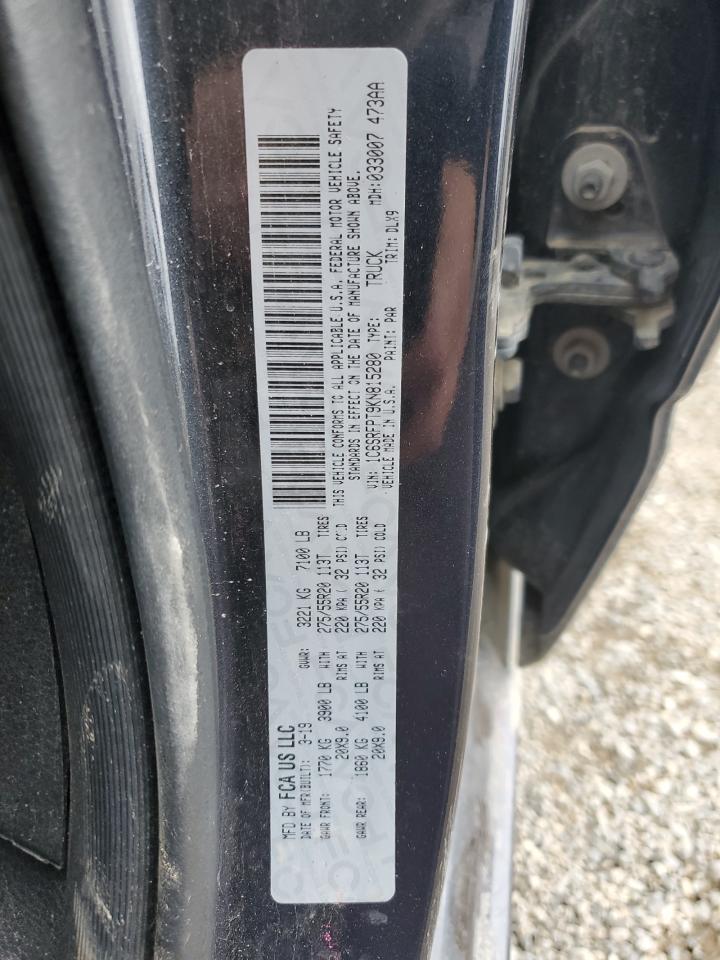 MFD BY FCA US LLC
DATE OF MFR(BUILT): 3-19 GVWR: 3221 KG 7100 LB
GAWR FRONT: 1770 KG 3900 LB WITH 275/55R20 113T TIRES
20X9.0 RIMS AT 220 KPA ( 32 PSI) COLD
GAWR REAR: 1860 KG 4100 LB WITH 275/55R20 113T TIRES
20X9.0 RIMS AT 220 KPA ( 32 PSI) COLD
THIS VEHICLE CONFORMS TO ALL APPLICABLE U.S.A. FEDERAL MOTOR VEHICLE SAFETY
STANDARDS IN EFFECT ON THE DATE OF MANUFACTURE SHOWN ABOVE.
VIN: 1C6SRFPT9KN815280 TYPE: TRUCK MDH:033007 473AA
VEHICLE MADE IN U.S.A. PAINT: PAR TRIM: DLX9